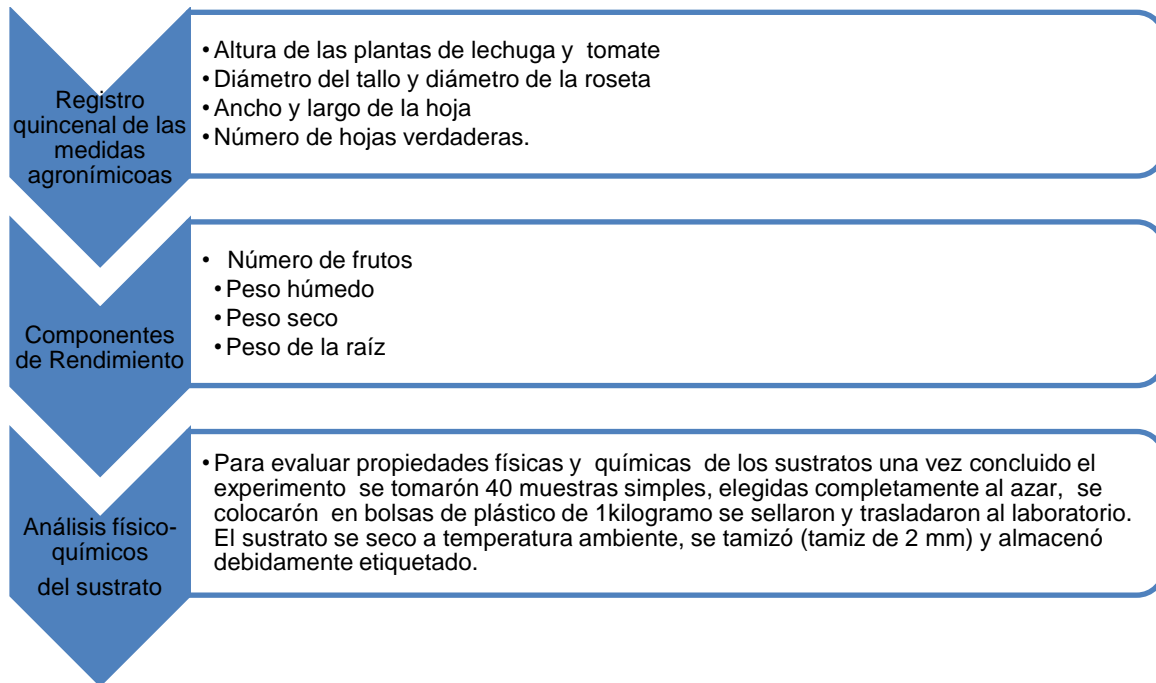 Registro
quincenal de las
medidas
agronímicoas
• Altura de las plantas de lechuga y tomate
• Diámetro del tallo y diámetro de la roseta
• Ancho y largo de la hoja
• Número de hojas verdaderas.
Componentes
de Rendimiento
• Número de frutos
• Peso húmedo
• Peso seco
• Peso de la raíz
Análisis físico-
químicos
del sustrato
• Para evaluar propiedades físicas y químicas de los sustratos una vez concluido el
experimento se tomarón 40 muestras simples, elegidas completamente al azar, se
colocarón en bolsas de plástico de 1kilogramo se sellaron y trasladaron al laboratorio.
El sustrato se seco a temperatura ambiente, se tamizó (tamiz de 2 mm) y almacenó
debidamente etiquetado.